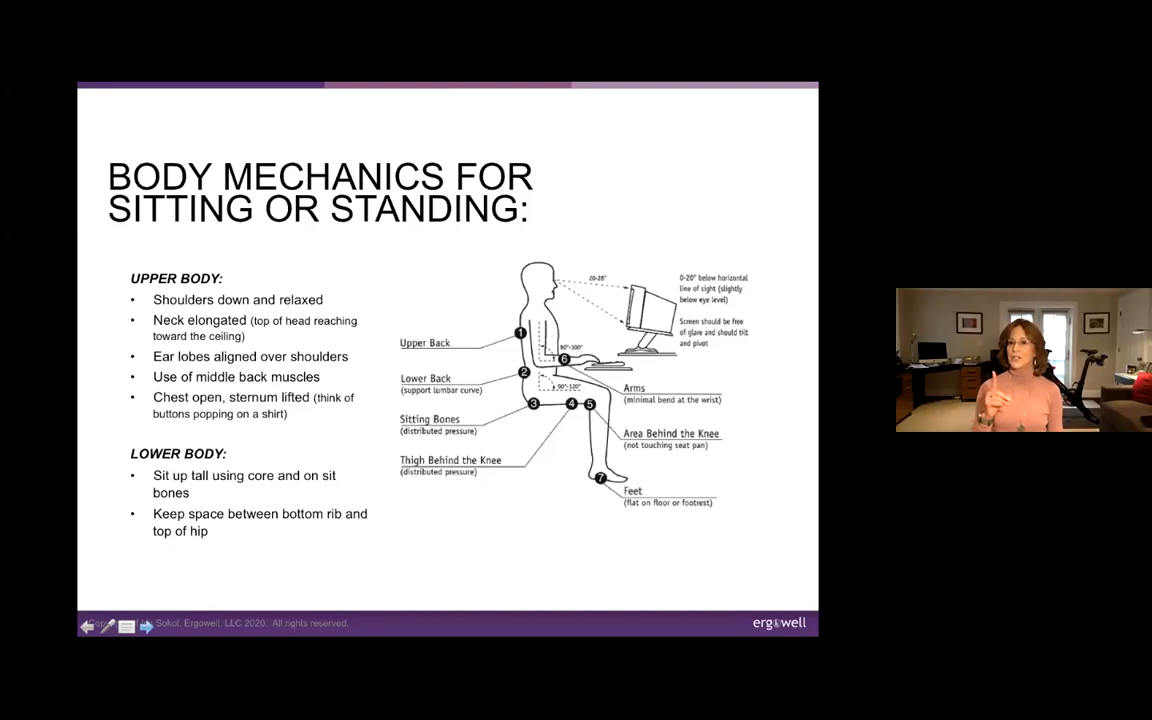 BODY MECHANICS FOR
SITTING OR STANDING:
UPPER BODY:
• Shoulders down and relaxed
• Neck elongated (top of head reaching
toward the ceiling)
• Ear lobes aligned over shoulders
• Use of middle back muscles
• Chest open, sternum lifted (think of
buttons popping on a shirt)
LOWER BODY:
• Sit up tall using core and on sit
bones
• Keep space between bottom rib and
top of hip
20-28"
0-20° below horizontal
line of sight (slightly
below eye level)
Screen should be free
of glare and should tilt
and pivot
1
Upper Back
90°-100°
6
2
Lower Back
(support lumbar curve)
90°-120°
Arms
(minimal bend at the wrist)
3
4
5
Sitting Bones
(distributed pressure)
Area Behind the Knee
(not touching seat pan)
Thigh Behind the Knee
(distributed pressure)
7
Feet
(flat on floor or footrest)
Sokol. Ergowell, LLC 2020. All rights reserved.
ergowell